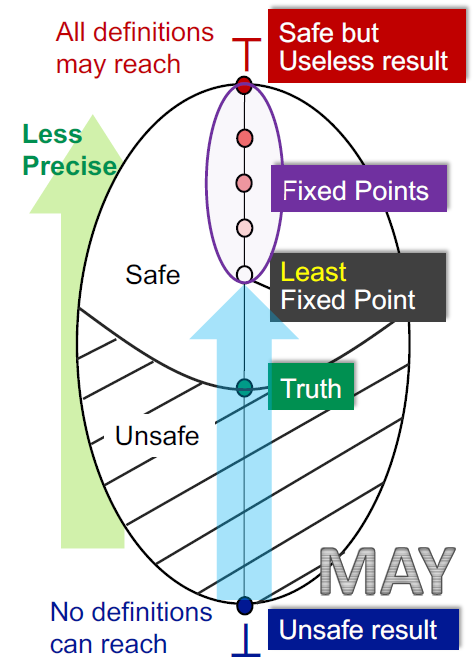 All definitions
may reach
⊤
Safe but
Useless result
Less
Precise
Fixed Points
Safe
Least
Fixed Point
Truth
Unsafe
MAY
No definitions
can reach
⊥
Unsafe result